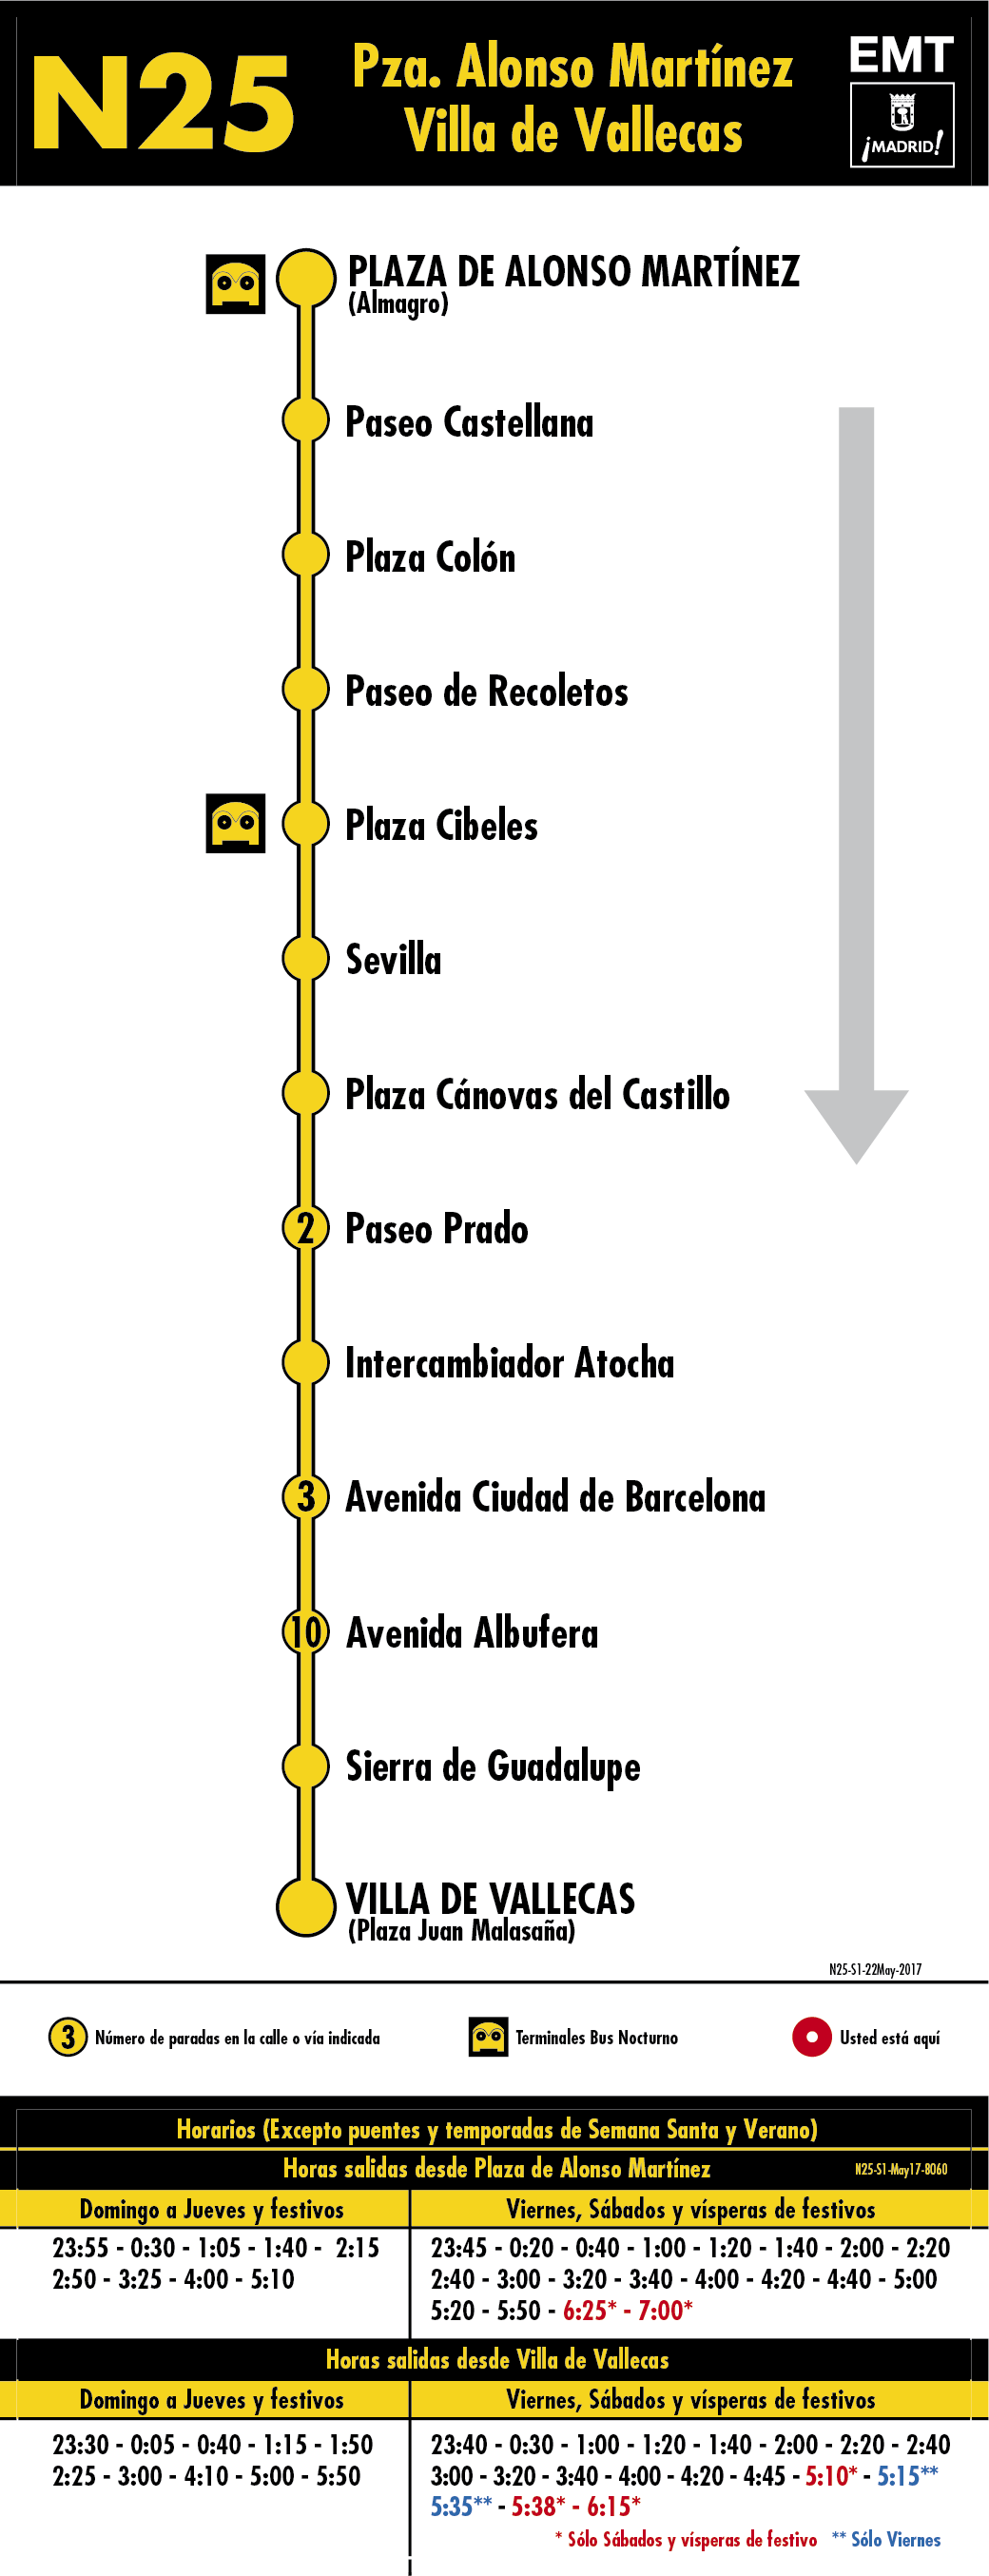 N25
Pza. Alonso Martínez
Villa de Vallecas
EMT
¡MADRID!
PLAZA DE ALONSO MARTÍNEZ
(Almagro)
Paseo Castellana
Plaza Colón
Paseo de Recoletos
Plaza Cibeles
Sevilla
Plaza Cánovas del Castillo
2 Paseo Prado
Intercambiador Atocha
3 Avenida Ciudad de Barcelona
10 Avenida Albufera
Sierra de Guadalupe
VILLA DE VALLECAS
(Plaza Juan Malasaña)
N25-S1-22May-2017
3 Número de paradas en la calle o vía indicada
Terminales Bus Nocturno
Usted está aquí
Horarios (Excepto puentes y temporadas de Semana Santa y Verano)
Horas salidas desde Plaza de Alonso Martínez
N25-S1-May17-8060
Domingo a Jueves y festivos
23:55 - 0:30 - 1:05 - 1:40 - 2:15
2:50 - 3:25 - 4:00 - 5:10
Viernes, Sábados y vísperas de festivos
23:45 - 0:20 - 0:40 - 1:00 - 1:20 - 1:40 - 2:00 - 2:20
2:40 - 3:00 - 3:20 - 3:40 - 4:00 - 4:20 - 4:40 - 5:00
5:20 - 5:50 - 6:25* - 7:00*
Horas salidas desde Villa de Vallecas
Domingo a Jueves y festivos
23:30 - 0:05 - 0:40 - 1:15 - 1:50
2:25 - 3:00 - 4:10 - 5:00 - 5:50
Viernes, Sábados y vísperas de festivos
23:40 - 0:30 - 1:00 - 1:20 - 1:40 - 2:00 - 2:20 - 2:40
3:00 - 3:20 - 3:40 - 4:00 - 4:20 - 4:45 - 5:10* - 5:15**
5:35** - 5:38* - 6:15*
* Sólo Sábados y vísperas de festivo ** Sólo Viernes